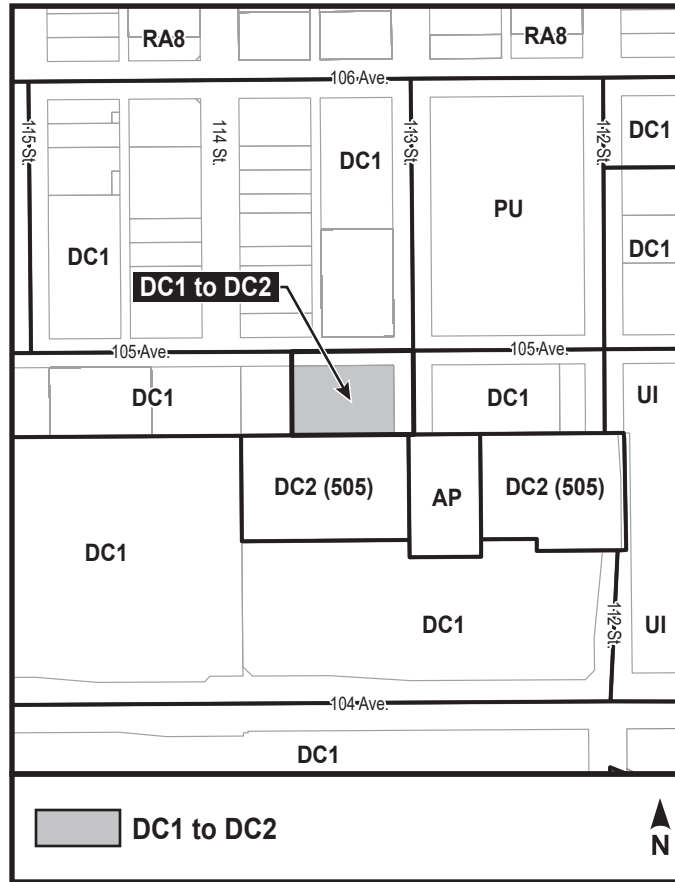 RA8
RA8
106 Ave.
115 St.
114 St.
113 St.
112 St.
DC1
DC1
PU
DC1
DC1
DC1 to DC2
105 Ave.
105 Ave.
DC1
DC1
UI
DC2 (505)
AP
DC2 (505)
DC1
DC1
112 St.
UI
104 Ave.
DC1
DC1 to DC2
N